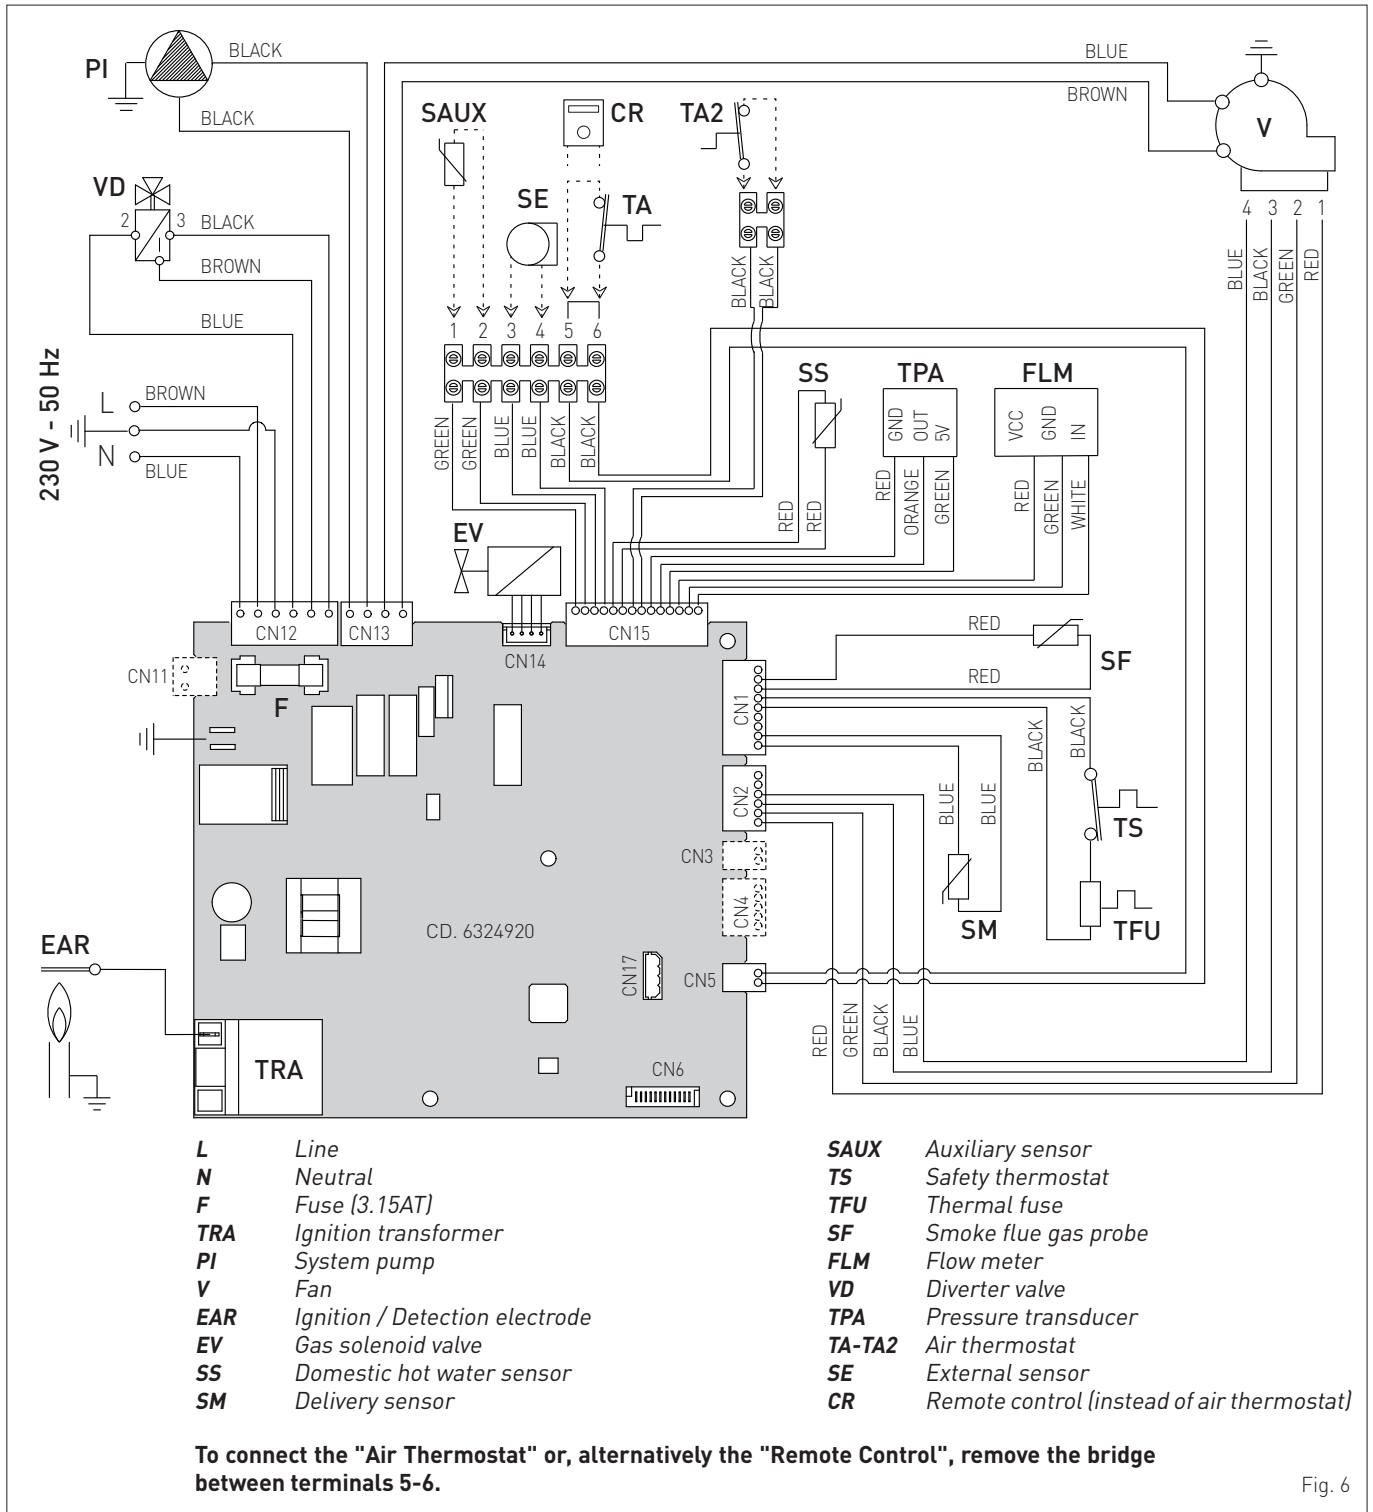 PI
BLACK
BLACK
BLUE
BROWN
V
4 3 2 1
BLUE
BLACK
GREEN
RED
SAUX
CR
TA2
SE
TA
VD
2
3
BLACK
BROWN
BLUE
BLACK
BLACK
1 2 3 4 5 6
230 V - 50 Hz
L
BROWN
N
BLUE
GREEN
GREEN
BLUE
BLUE
BLACK
BLACK
SS
RED
RED
TPA
GND
OUT
5V
RED
ORANGE
GREEN
FLM
VCC
GND
IN
RED
GREEN
WHITE
EV
CN12
CN13
CN14
CN15
CN11
F
RED
SF
RED
CN1
BLACK
BLACK
TS
TFU
BLUE
BLUE
SM
CN2
CN3
CN4
CD. 6324920
CN17
CN5
EAR
RED
GREEN
BLACK
BLUE
TRA
CN6
L Line
N Neutral
F Fuse (3.15AT)
TRA Ignition transformer
PI System pump
V Fan
EAR Ignition / Detection electrode
EV Gas solenoid valve
SS Domestic hot water sensor
SM Delivery sensor
SAUX Auxiliary sensor
TS Safety thermostat
TFU Thermal fuse
SF Smoke flue gas probe
FLM Flow meter
VD Diverter valve
TPA Pressure transducer
TA-TA2 Air thermostat
SE External sensor
CR Remote control (instead of air thermostat)
To connect the "Air Thermostat" or, alternatively the "Remote Control", remove the bridge
between terminals 5-6.
Fig. 6